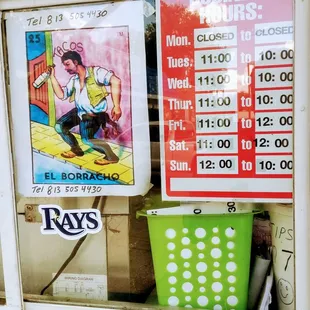 Tel 813 505 4430
25
TACOS
EL BORRACHO
Tel 813 505 4430
HOURS:
Mon. CLOSED to CLOSED
Tues. 11:00 to 10:00
Wed. 11:00 to 10:00
Thur. 11:00 to 10:00
Fri. 11:00 to 12:00
Sat. 11:00 to 12:00
Sun. 12:00 to 10:00
RAYS
TIPS